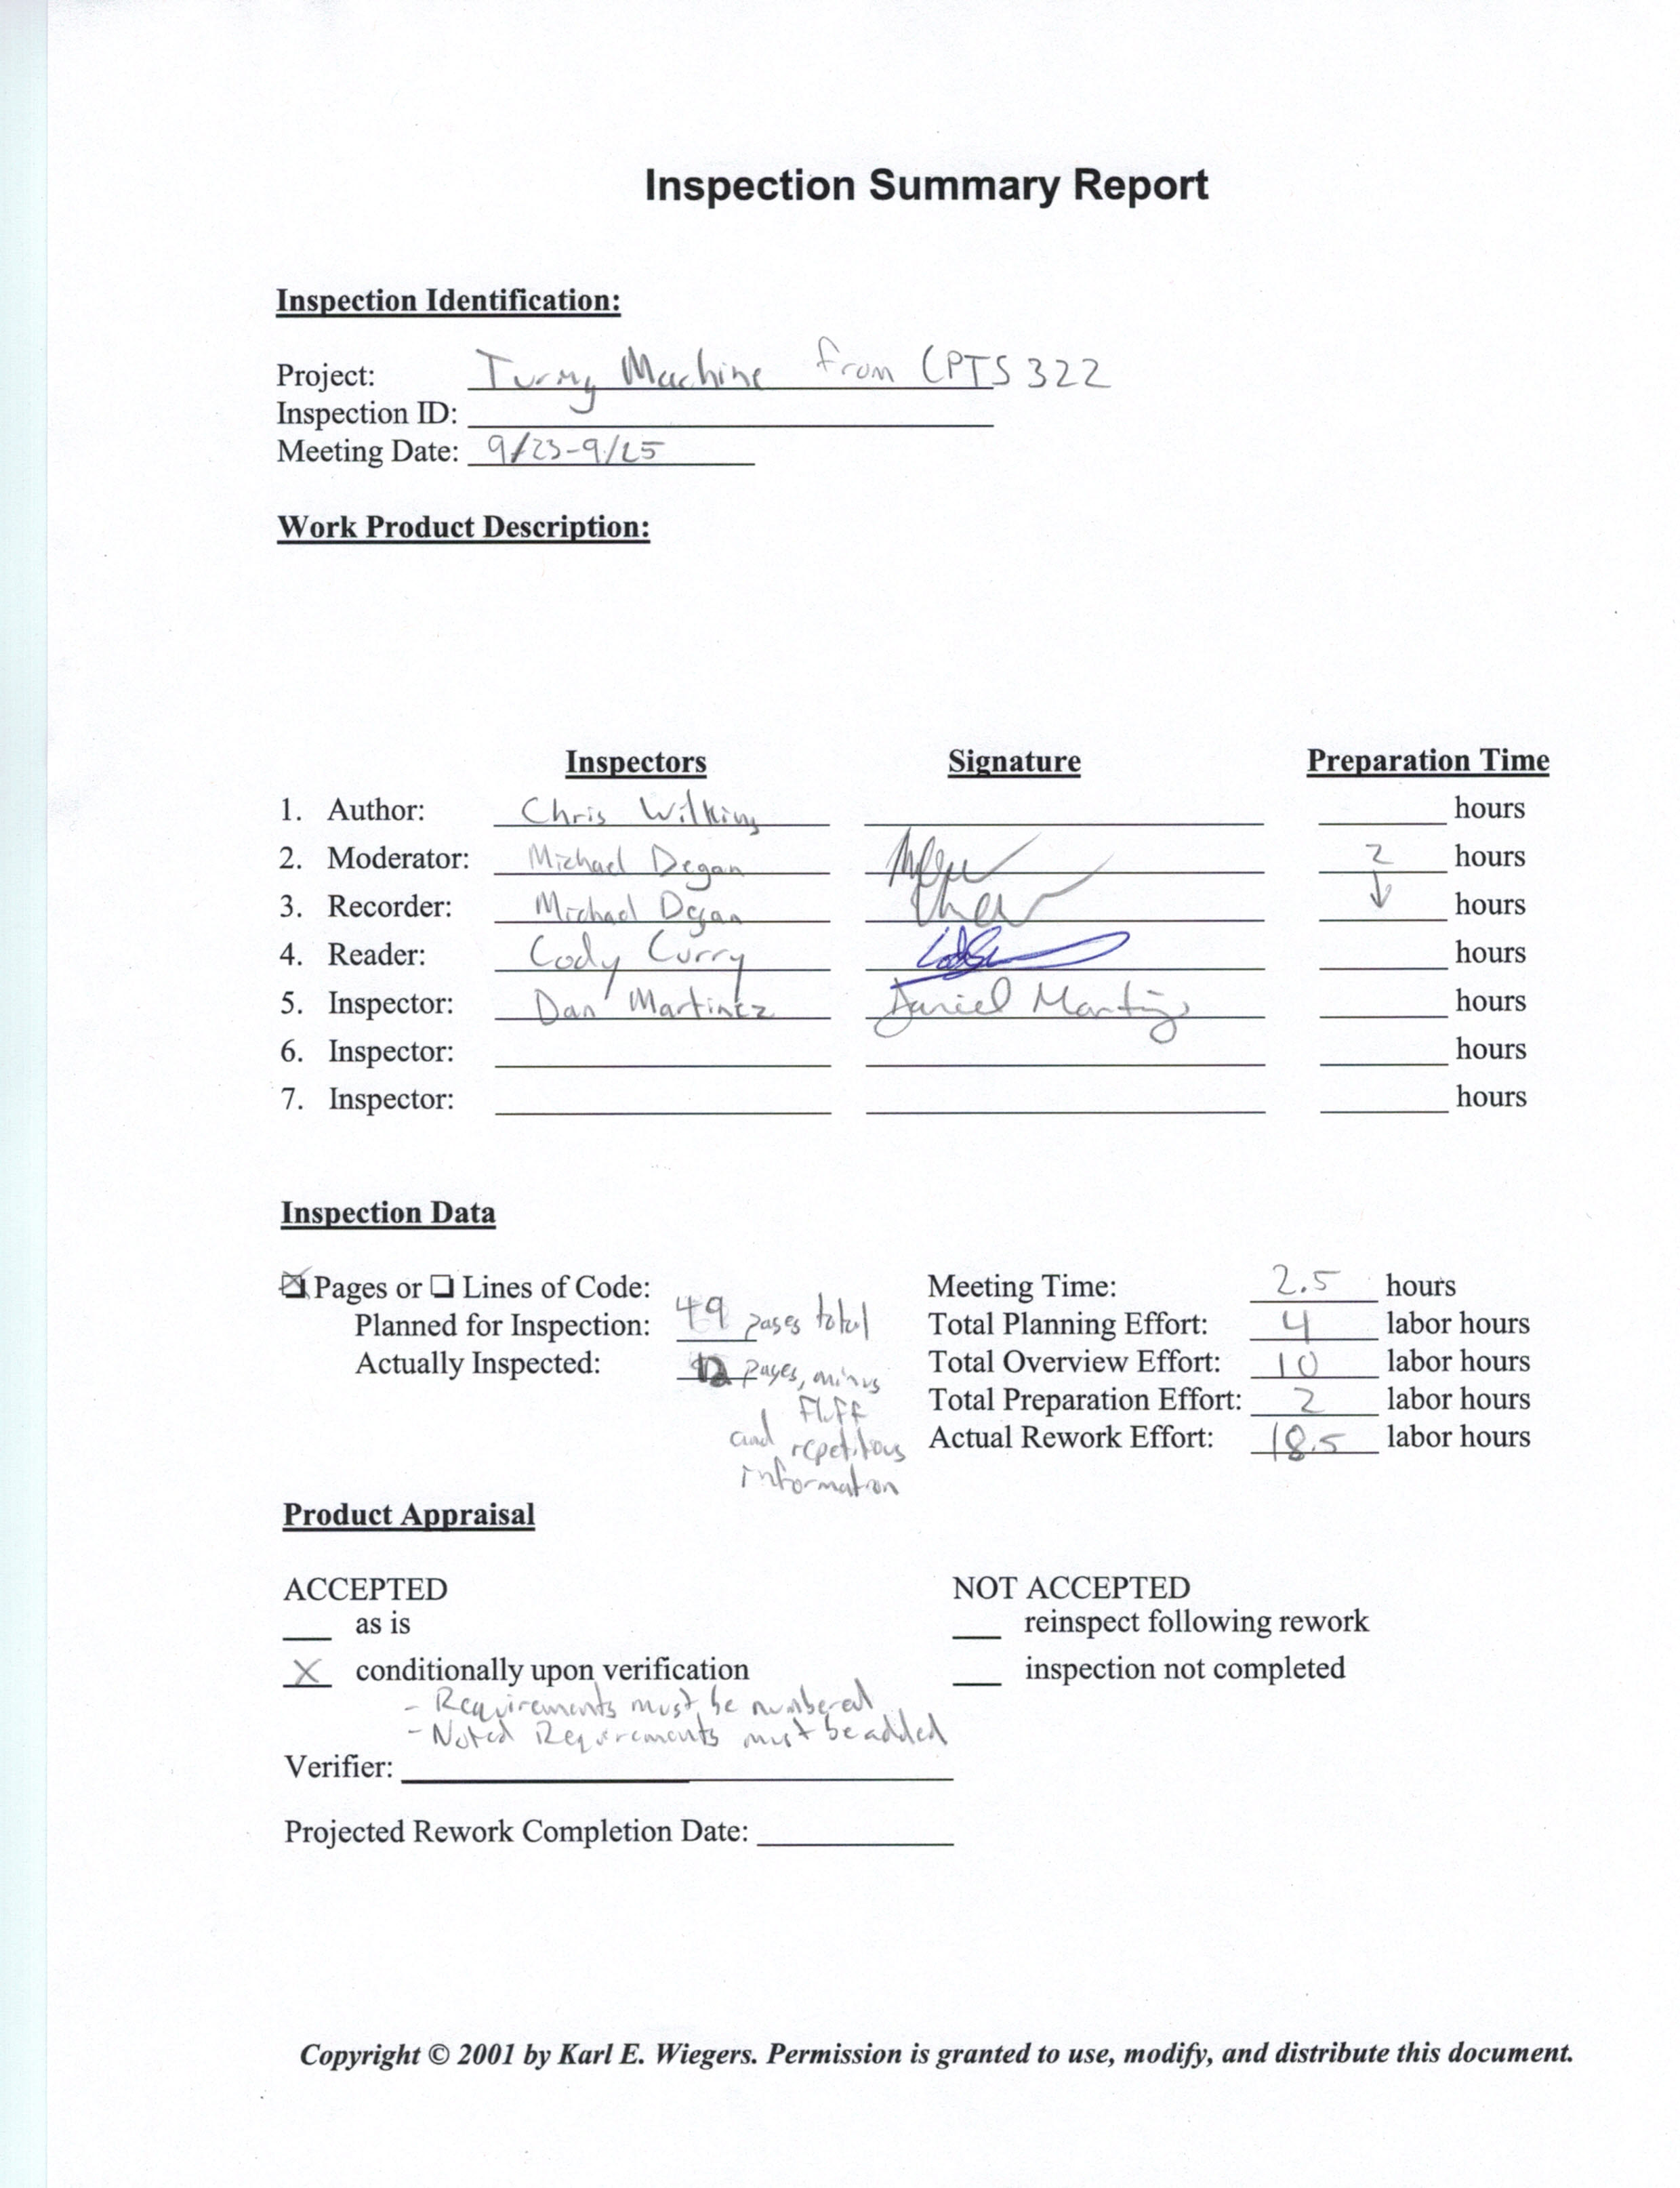 Inspection Summary Report
Inspection Identification:
Project: Turing Machine from CPTS 322
Inspection ID:
Meeting Date: 9/23-9/25
Work Product Description:
Inspectors Signature Preparation Time
1. Author: Chris Wilkins hours
2. Moderator: Michael Degan 2 hours
3. Recorder: Michael Degan ↓ hours
4. Reader: Cody Curry hours
5. Inspector: Dan Martinez Daniel Martinez hours
6. Inspector: hours
7. Inspector: hours
Inspection Data
☒ Pages or ❑ Lines of Code: Meeting Time: 2.5 hours
Planned for Inspection: 49 pages total Total Planning Effort: 4 labor hours
Actually Inspected: pages, minus Total Overview Effort: 10 labor hours
fluff Total Preparation Effort: 2 labor hours
and repetitous Actual Rework Effort: 18.5 labor hours
information
Product Appraisal
ACCEPTED NOT ACCEPTED
as is reinspect following rework
X conditionally upon verification inspection not completed
- Requirements must be numbered
- Noted Requirements must be added
Verifier:
Projected Rework Completion Date:
Copyright © 2001 by Karl E. Wiegers. Permission is granted to use, modify, and distribute this document.